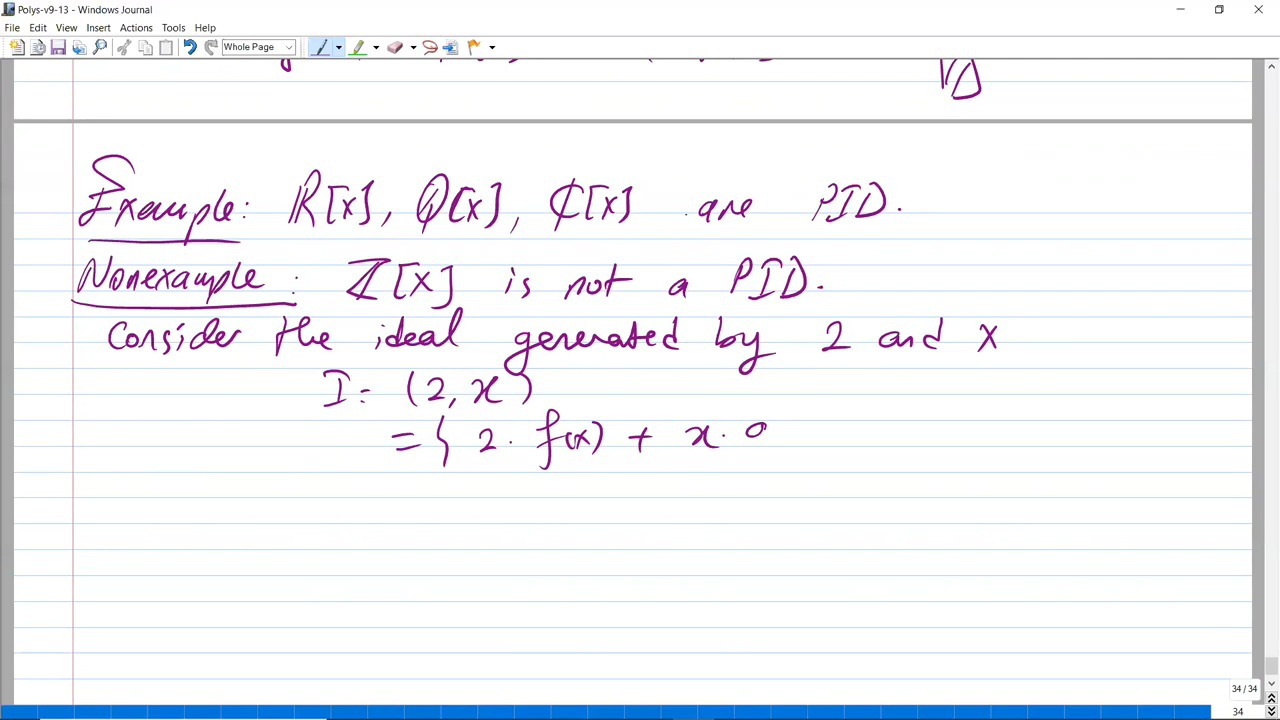 Polys-v9-13 - Windows Journal
File Edit View Insert Actions Tools Help
Whole Page
Example: ℝ[x], ℚ[x], ℂ[x] are PID.
Nonexample: ℤ[x] is not a PID.
Consider the ideal generated by 2 and x
I = (2, x)
= { 2 · f(x) + x ·
34 / 34
34